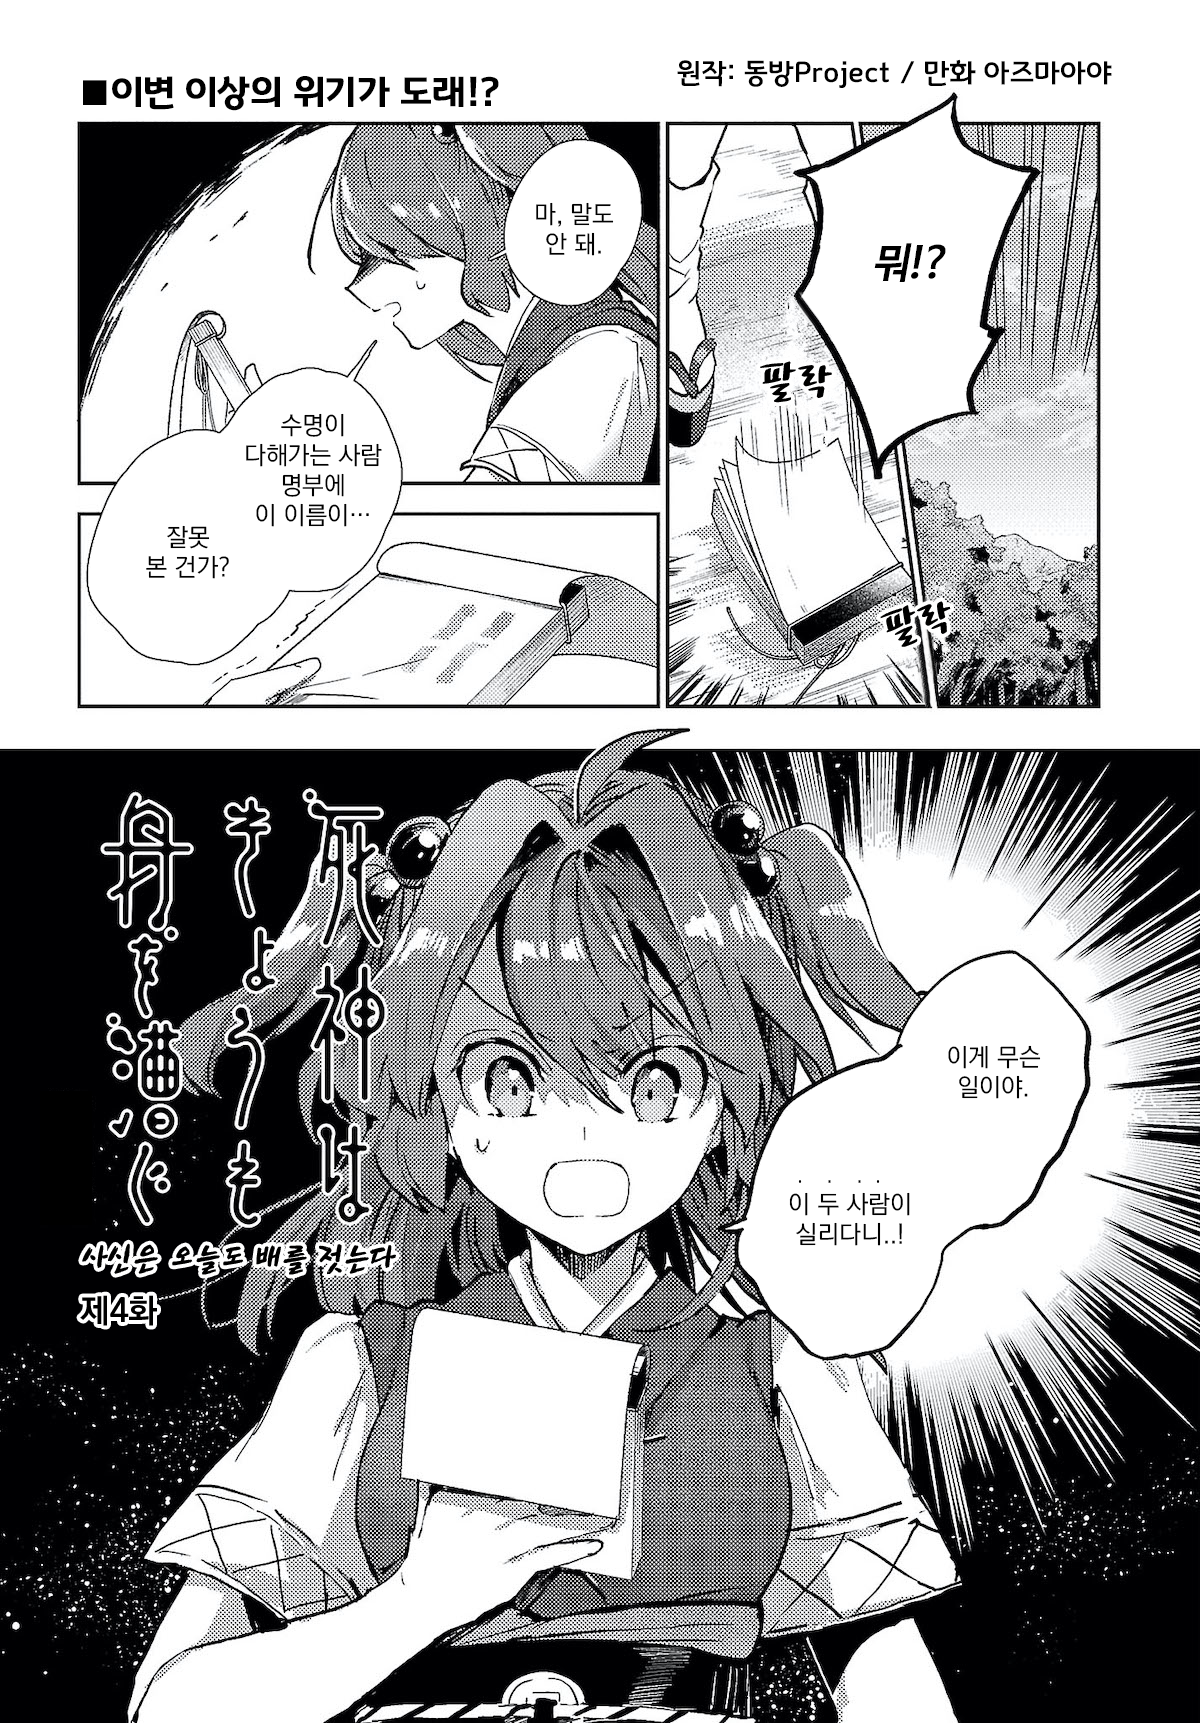 ■이변 이상의 위기가 도래!?
원작: 동방Project / 만화 아즈마아야
뭐!?
팔락
팔락
마, 말도
안 돼.
수명이
다해가는 사람
명부에
이 이름이…
잘못
본 건가?
死神は
きょうも
舟を漕ぐ
사신은 오늘도 배를 젓는다
제4화
이게 무슨
일이야.
이 두 사람이
실리다니..!